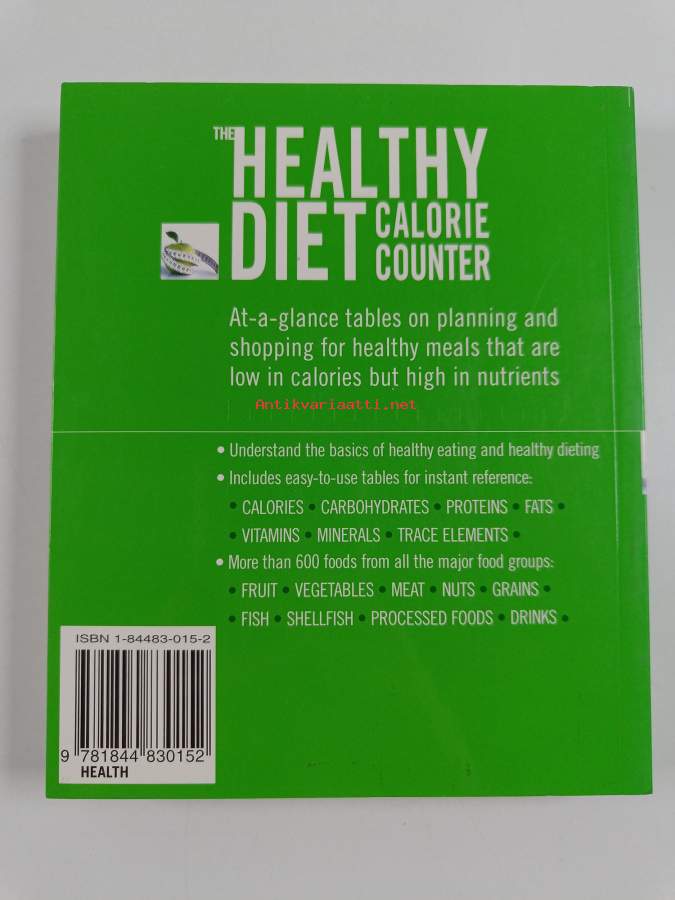 THE HEALTHY
DIET CALORIE
COUNTER
At-a-glance tables on planning and
shopping for healthy meals that are
low in calories but high in nutrients
Antikvariaatti.net
• Understand the basics of healthy eating and healthy dieting
• Includes easy-to-use tables for instant reference:
• CALORIES • CARBOHYDRATES • PROTEINS • FATS •
• VITAMINS • MINERALS • TRACE ELEMENTS •
• More than 600 foods from all the major food groups:
• FRUIT • VEGETABLES • MEAT • NUTS • GRAINS •
• FISH • SHELLFISH • PROCESSED FOODS • DRINKS •
ISBN 1-84483-015-2
9 781844 830152
HEALTH